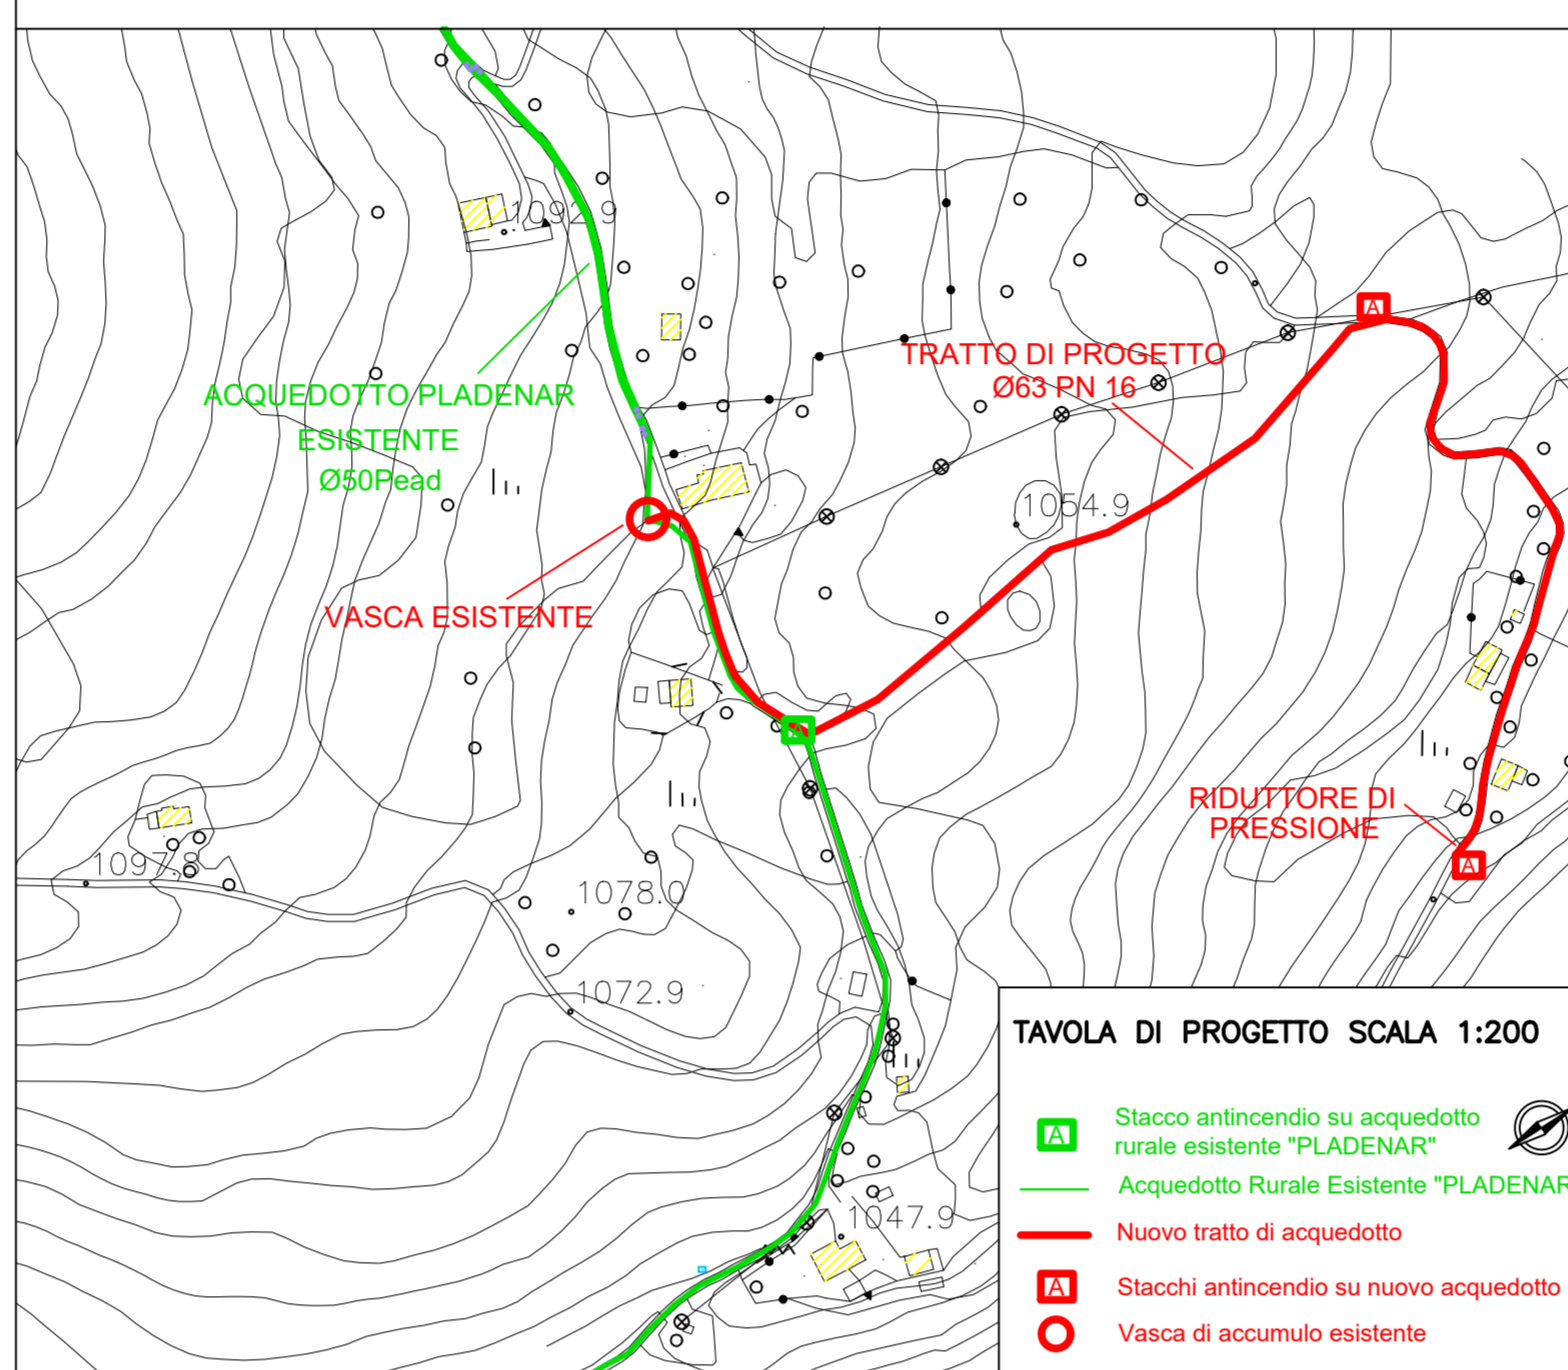 1092.9
TRATTO DI PROGETTO
Ø63 PN 16
A
ACQUEDOTTO PLADENAR
ESISTENTE
Ø50Pead
1054.9
VASCA ESISTENTE
A
RIDUTTORE DI
PRESSIONE
A
1097.8
1078.0
1072.9
1047.9
TAVOLA DI PROGETTO SCALA 1:200
A Stacco antincendio su acquedotto
rurale esistente "PLADENAR"
Acquedotto Rurale Esistente "PLADENAR
Nuovo tratto di acquedotto
A Stacchi antincendio su nuovo acquedotto
Vasca di accumulo esistente